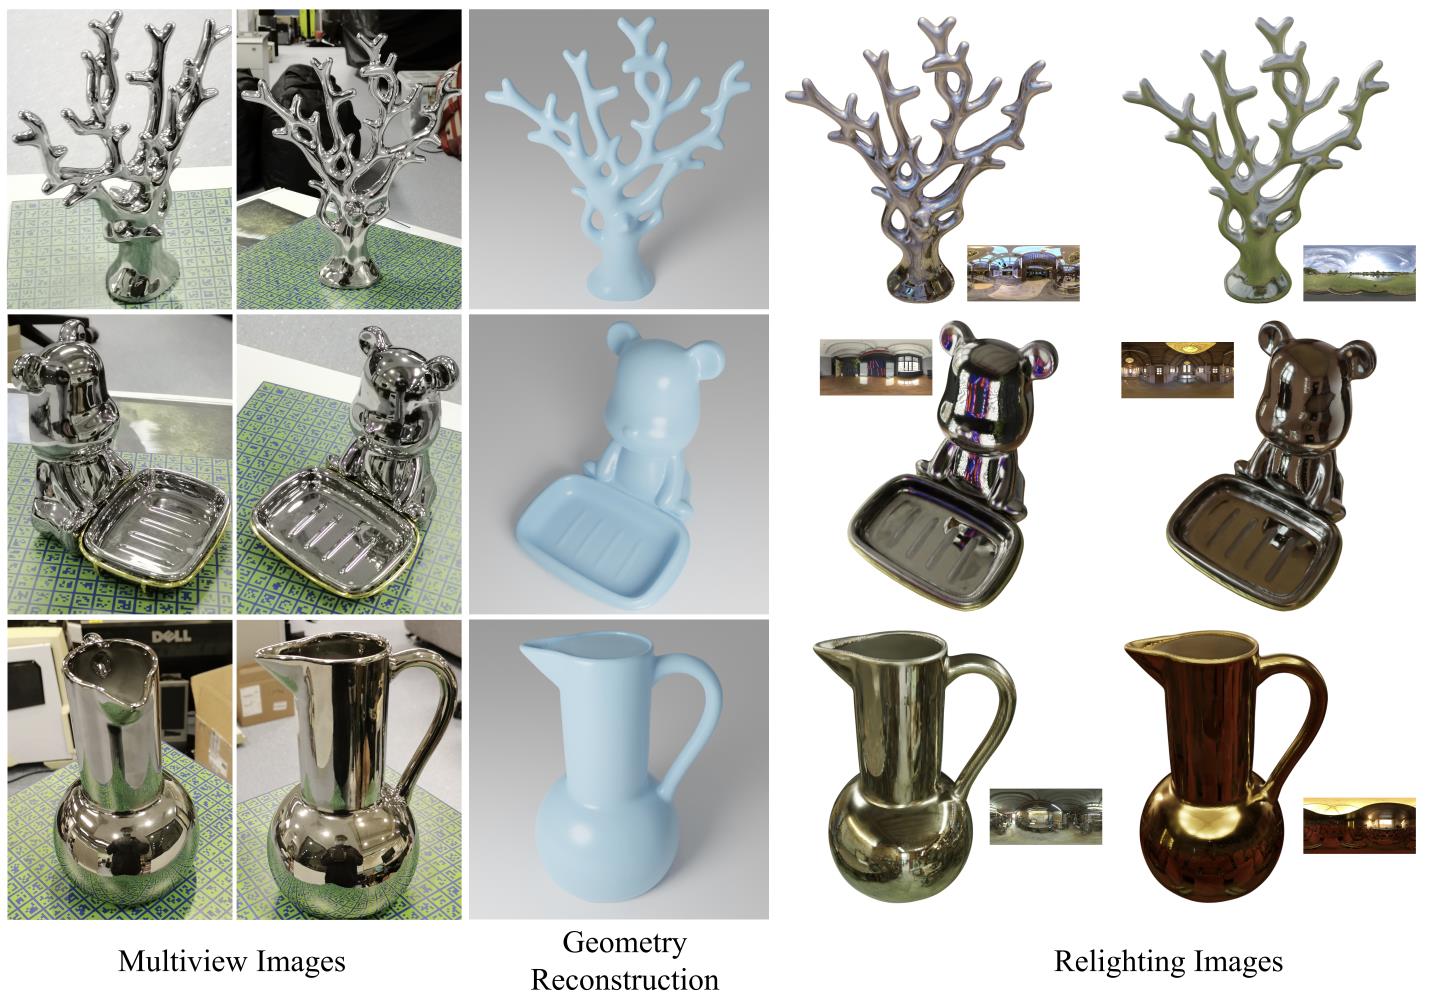 DELL
Multiview Images
Geometry
Reconstruction
Relighting Images